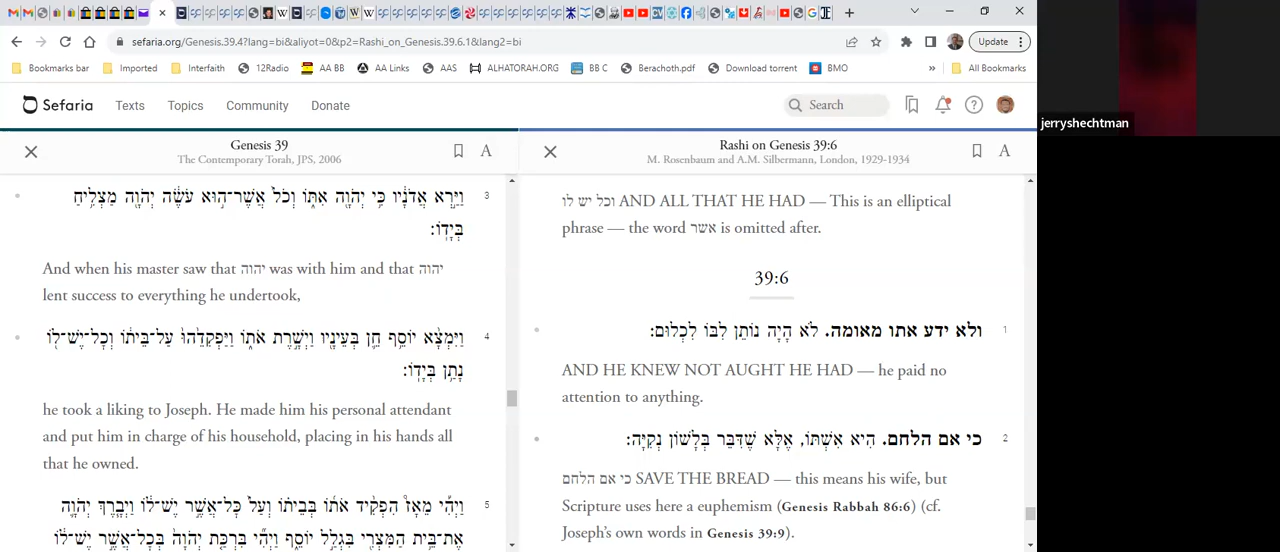 sefaria.org/Genesis.39.4?lang=bi&aliyot=0&p2=Rashi_on_Genesis.39.6.1&lang2=bi
Update
Bookmarks bar
Imported
Interfaith
12Radio
AA BB
AA Links
AAS
ALHATORAH.ORG
BB C
Berachoth.pdf
Download torrent
BMO
»
All Bookmarks
Sefaria
Texts
Topics
Community
Donate
Search
jerryshechtman
Genesis 39
The Contemporary Torah, JPS, 2006
A
3
וַיַּ֣רְא אֲדֹנָ֔יו כִּ֥י יְהֹוָ֖ה אִתּ֑וֹ וְכֹל֙ אֲשֶׁר־ה֣וּא עֹשֶׂ֔ה יְהֹוָ֖ה מַצְלִ֥יחַ
בְּיָדֽוֹ׃
And when his master saw that יהוה was with him and that יהוה
lent success to everything he undertook,
4
וַיִּמְצָ֨א יוֹסֵ֥ף חֵ֛ן בְּעֵינָ֖יו וַיְשָׁ֣רֶת אֹת֑וֹ וַיַּפְקִדֵ֙הוּ֙ עַל־בֵּית֔וֹ וְכׇל־יֶשׁ־ל֖וֹ
נָתַ֥ן בְּיָדֽוֹ׃
he took a liking to Joseph. He made him his personal attendant
and put him in charge of his household, placing in his hands all
that he owned.
5
וַיְהִ֡י מֵאָז֩ הִפְקִ֨יד אֹת֜וֹ בְּבֵית֗וֹ וְעַל֙ כׇּל־אֲשֶׁ֣ר יֶשׁ־ל֔וֹ וַיְבָ֧רֶךְ יְהֹוָ֛ה
אֶת־בֵּ֥ית הַמִּצְרִ֖י בִּגְלַ֣ל יוֹסֵ֑ף וַיְהִ֞י בִּרְכַּ֤ת יְהֹוָה֙ בְּכׇל־אֲשֶׁ֣ר יֶשׁ־ל֔וֹ
Rashi on Genesis 39:6
M. Rosenbaum and A.M. Silbermann, London, 1929-1934
A
וכל יש לו AND ALL THAT HE HAD — This is an elliptical
phrase — the word אשר is omitted after.
39:6
1
ולא ידע אתו מאומה. לֹא הָיָה נוֹתֵן לִבּוֹ לִכְלוּם:
AND HE KNEW NOT AUGHT HE HAD — he paid no
attention to anything.
2
כי אם הלחם. הִיא אִשְׁתּוֹ, אֶלָּא שֶׁדִּבֵּר בְּלָשׁוֹן נְקִיָּה:
כי אם הלחם SAVE THE BREAD — this means his wife, but
Scripture uses here a euphemism (Genesis Rabbah 86:6) (cf.
Joseph's own words in Genesis 39:9).